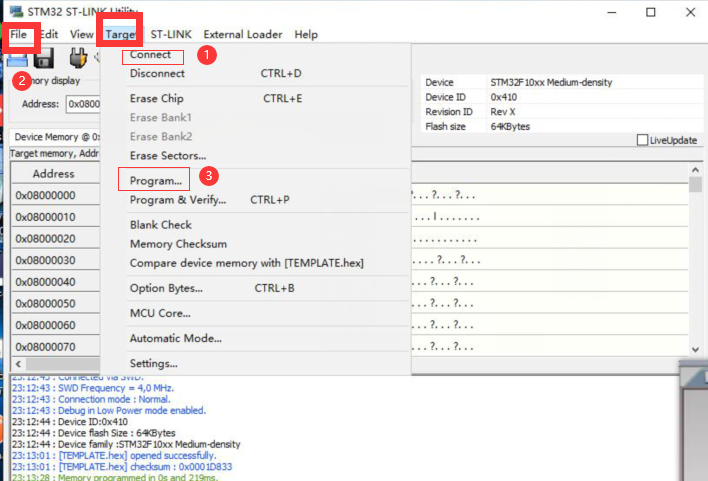 STM32 ST-LINK Utility
File Edit View Target ST-LINK External Loader Help
1
2
Memory display
Address: 0x0800
Device Memory @ 0x
Target memory, Addr
Address
0x08000000
0x08000010
0x08000020
0x08000030
0x08000040
0x08000050
0x08000060
0x08000070
Connect
Disconnect CTRL+D
Erase Chip CTRL+E
Erase Bank1
Erase Bank2
Erase Sectors...
Program... 3
Program & Verify... CTRL+P
Blank Check
Memory Checksum
Compare device memory with [TEMPLATE.hex]
Option Bytes... CTRL+B
MCU Core...
Automatic Mode...
Settings...
Device STM32F10xx Medium-density
Device ID 0x410
Revision ID Rev X
Flash size 64KBytes
LiveUpdate
?. . . ?. . . ?. . .
. . . I . . . . . . .
. . . . . . . . . . . .
. . . . ?. . . ?. . .
. ?. . . ?. . .
. ?. . . ?. . .
. ?. . . ?. . .
. ?. . . ?. . .
23:12:43 : Connected via SWD.
23:12:43 : SWD Frequency = 4,0 MHz.
23:12:43 : Connection mode : Normal.
23:12:43 : Debug in Low Power mode enabled.
23:12:44 : Device ID:0x410
23:12:44 : Device flash Size : 64KBytes
23:12:44 : Device family :STM32F10xx Medium-density
23:13:01 : [TEMPLATE.hex] opened successfully.
23:13:01 : [TEMPLATE.hex] checksum : 0x0001D833
23:13:28 : Memory programmed in 0s and 219ms.